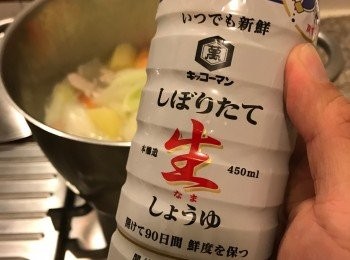 いつでも新鮮
萬
キッコーマン
しぼりたて
本醸造
生
なま
450ml
しょうゆ
開けて90日間 鮮度を保つ